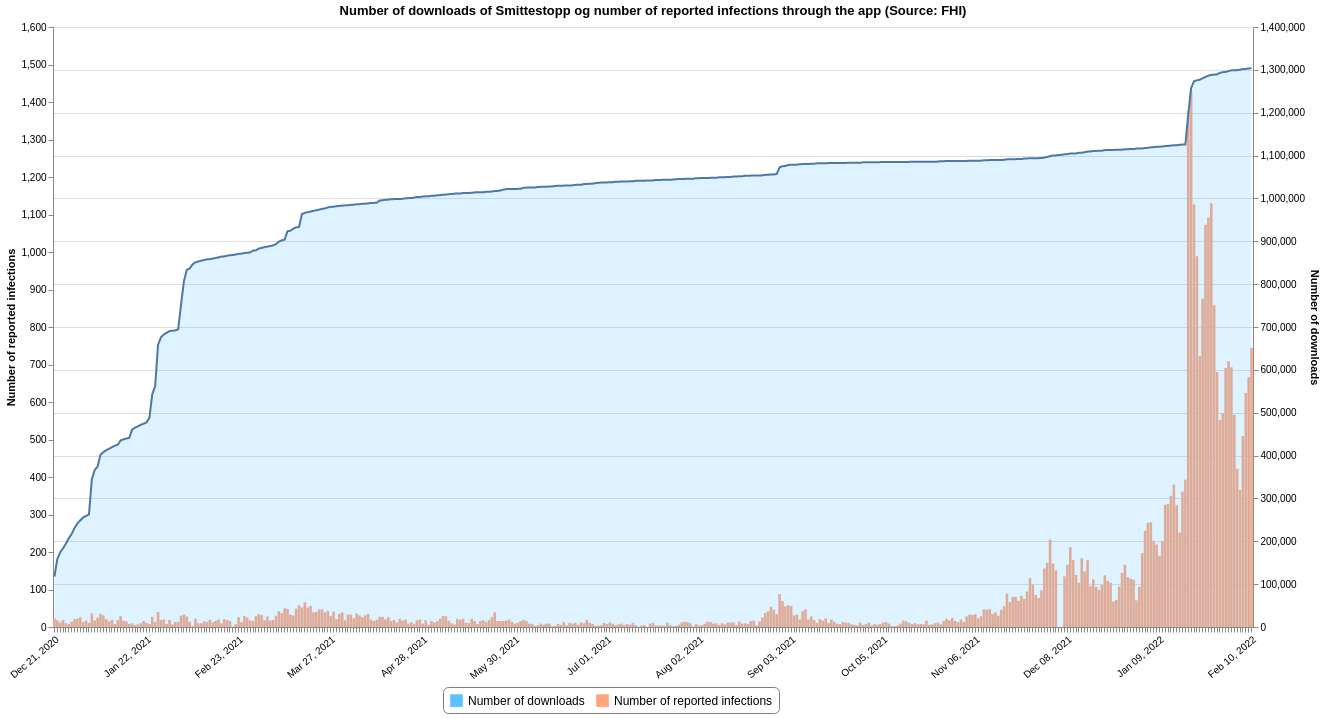 Number of downloads of Smittestopp og number of reported infections through the app (Source: FHI)
Number of reported infections
1,600
1,500
1,400
1,300
1,200
1,100
1,000
900
800
700
600
500
400
300
200
100
0
1,400,000
1,300,000
1,200,000
1,100,000
1,000,000
900,000
800,000
700,000
600,000
500,000
400,000
300,000
200,000
100,000
0
Number of downloads
Dec 21, 2020
Jan 22, 2021
Feb 23, 2021
Mar 27, 2021
Apr 28, 2021
May 30, 2021
Jul 01, 2021
Aug 02, 2021
Sep 03, 2021
Oct 05, 2021
Nov 06, 2021
Dec 08, 2021
Jan 09, 2022
Feb 10, 2022
Number of downloads
Number of reported infections